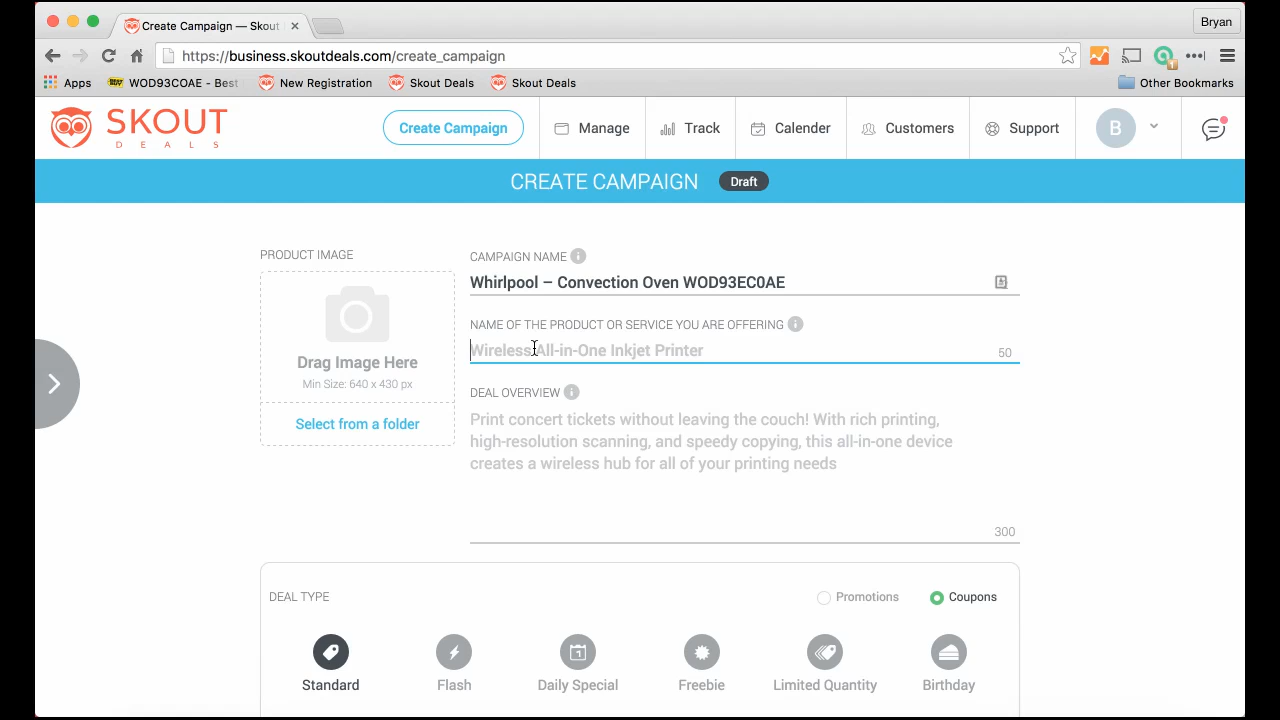 Create Campaign — Skout
Bryan
https://business.skoutdeals.com/create_campaign
Apps
WOD93COAE - Best
New Registration
Skout Deals
Skout Deals
Other Bookmarks
SKOUT
DEALS
Create Campaign
Manage
Track
Calender
Customers
Support
B
CREATE CAMPAIGN
Draft
PRODUCT IMAGE
Drag Image Here
Min Size: 640 x 430 px
Select from a folder
CAMPAIGN NAME
Whirlpool – Convection Oven WOD93EC0AE
NAME OF THE PRODUCT OR SERVICE YOU ARE OFFERING
Wireless All-in-One Inkjet Printer
50
DEAL OVERVIEW
Print concert tickets without leaving the couch! With rich printing,
high-resolution scanning, and speedy copying, this all-in-one device
creates a wireless hub for all of your printing needs
300
DEAL TYPE
Promotions
Coupons
Standard
Flash
Daily Special
Freebie
Limited Quantity
Birthday